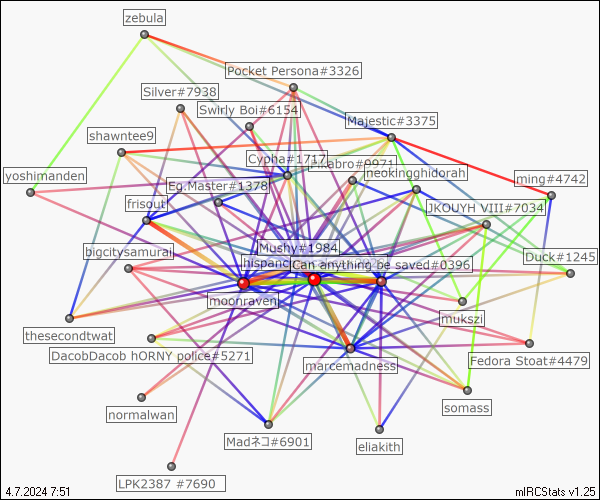 zebula
Pocket Persona#3326
Silver#7938
Swirly Boi#6154
Majestic#3375
shawntee9
Cypha#1717
neokingghidorah
yoshimanden
Eg.Master#1378
ming#4742
frisout
JKOUYH VIII#7034
Mushy#1984
bigcitysamurai
Duck#1245
Can anything be saved#0396
moonraven
mukszi
thesecondtwat
DacobDacob hORNY police#5271
marcemadness
Fedora Stoat#4479
normalwan
somass
Madネコ#6901
eliakith
LPK2387 #7690
4.7.2024 7:51
mIRCStats v1.25